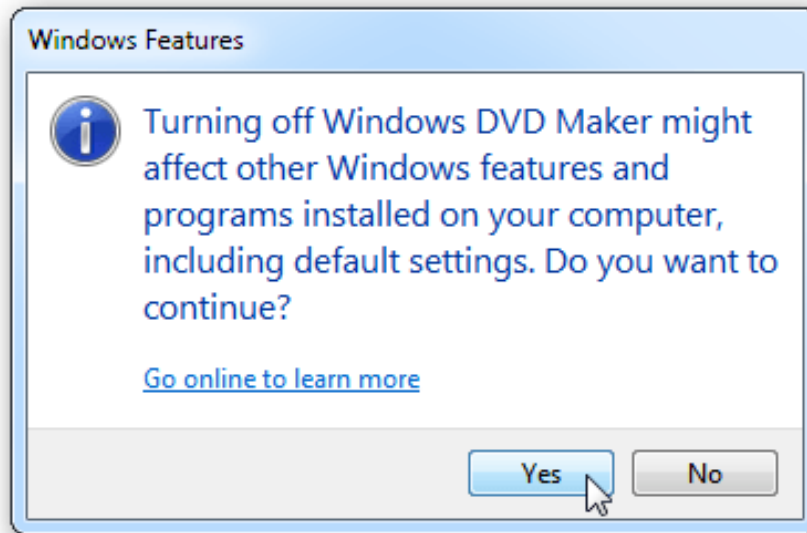 Windows Features
Turning off Windows DVD Maker might
affect other Windows features and
programs installed on your computer,
including default settings. Do you want to
continue?
Go online to learn more
Yes No